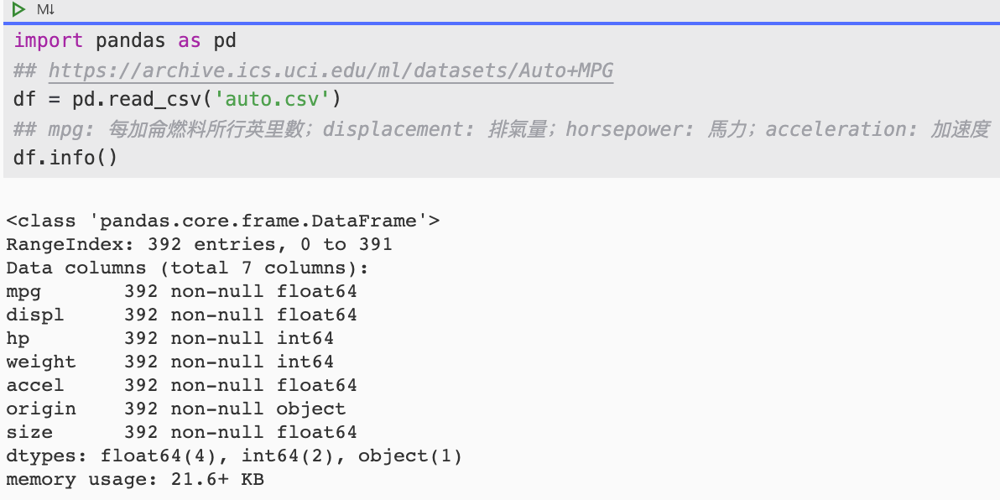 M↓
import pandas as pd
## https://archive.ics.uci.edu/ml/datasets/Auto+MPG
df = pd.read_csv('auto.csv')
## mpg: 每加侖燃料所行英里數；displacement: 排氣量；horsepower: 馬力；acceleration: 加速度
df.info()
<class 'pandas.core.frame.DataFrame'>
RangeIndex: 392 entries, 0 to 391
Data columns (total 7 columns):
mpg       392 non-null float64
displ     392 non-null float64
hp        392 non-null int64
weight    392 non-null int64
accel     392 non-null float64
origin    392 non-null object
size      392 non-null float64
dtypes: float64(4), int64(2), object(1)
memory usage: 21.6+ KB